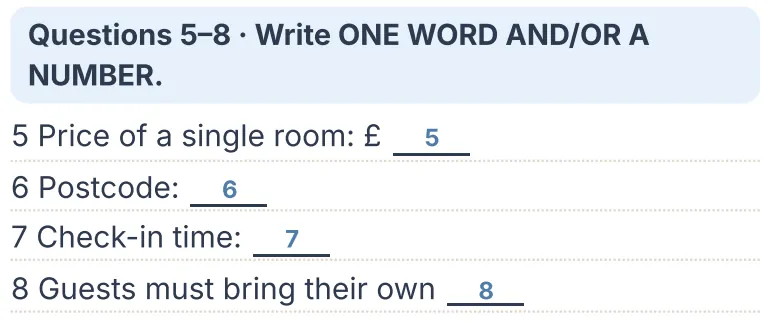 Questions 5–8 · Write ONE WORD AND/OR A
NUMBER.
5 Price of a single room: £ 5
6 Postcode: 6
7 Check-in time: 7
8 Guests must bring their own 8